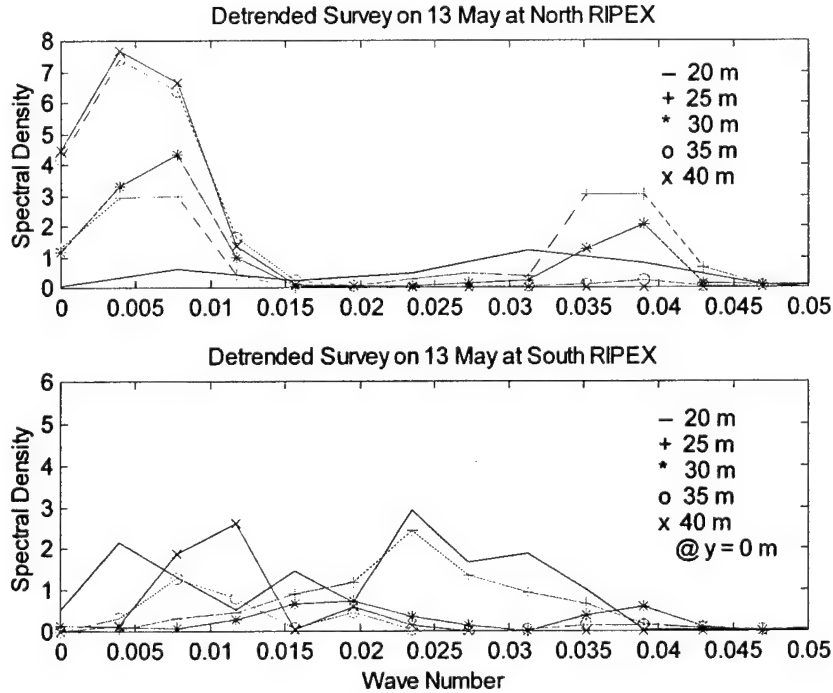 Detrended Survey on 13 May at North RIPEX
Spectral Density
8
7
6
5
4
3
2
1
0
– 20 m
+ 25 m
* 30 m
o 35 m
x 40 m
0 0.005 0.01 0.015 0.02 0.025 0.03 0.035 0.04 0.045 0.05
Detrended Survey on 13 May at South RIPEX
Spectral Density
6
5
4
3
2
1
0
– 20 m
+ 25 m
* 30 m
o 35 m
x 40 m
@ y = 0 m
0 0.005 0.01 0.015 0.02 0.025 0.03 0.035 0.04 0.045 0.05
Wave Number